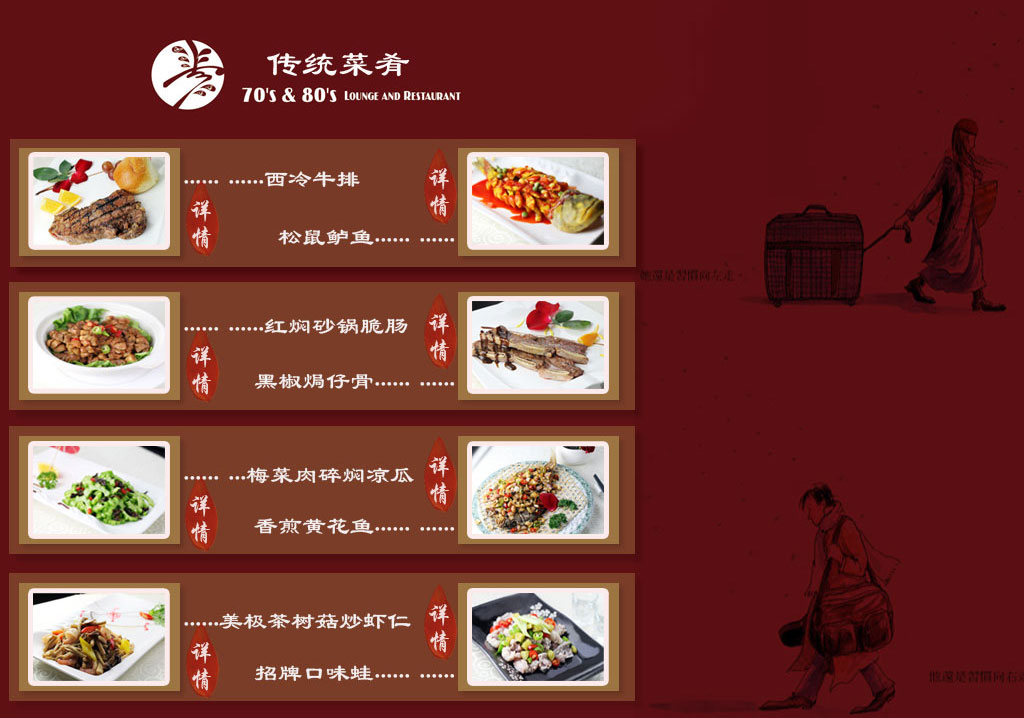 传统菜肴
70's & 80's LOUNGE AND RESTAURANT
...... ......西冷牛排
详情
详情
松鼠鲈鱼...... ......
她還是習慣向左走
...... ......红焖砂锅脆肠
详情
详情
黑椒焗仔骨...... ......
...... ...梅菜肉碎焖凉瓜
详情
详情
香煎黄花鱼...... ......
......美极茶树菇炒虾仁
详情
详情
招牌口味蛙...... ......
他還是習慣向右